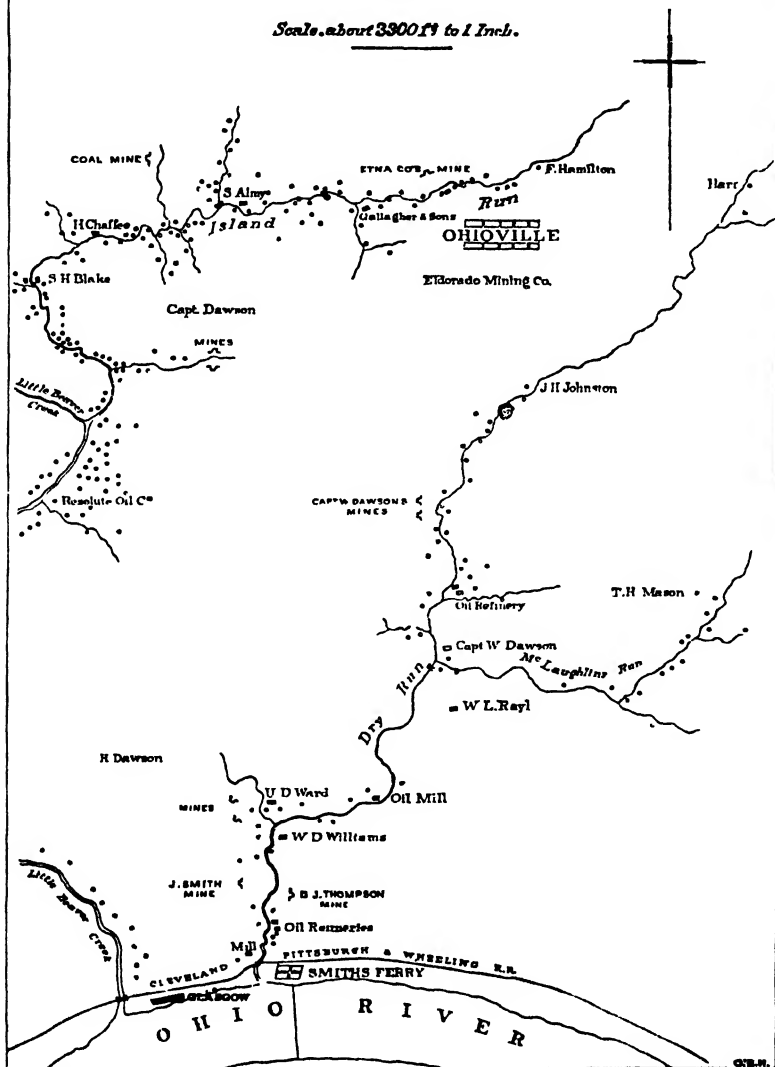 Scale, about 3300 ft to 1 Inch.
COAL MINE
ETNA CO'S MINE
F. Hamilton
Harr
S Almy
Run
Island
Gallagher & Sons
H Chaffee
OHIOVILLE
S H Blake
Eldorado Mining Co.
Capt. Dawson
MINES
Little Beaver
Creek
J H Johnston
Resolute Oil Co
CAPT W DAWSON'S
MINES
Oil Refinery
T. H Mason
Capt W Dawson
McLaughlins Run
W L. Rayl
Dry Run
H Dawson
U D Ward
MINES
Oil Mill
W D Williams
J. SMITH
MINE
D J. THOMPSON
MINE
Little Beaver
Creek
Oil Refineries
Mill
CLEVELAND PITTSBURGH & WHEELING R.R.
SMITHS FERRY
GLASGOW
OHIO RIVER
G.B.H.